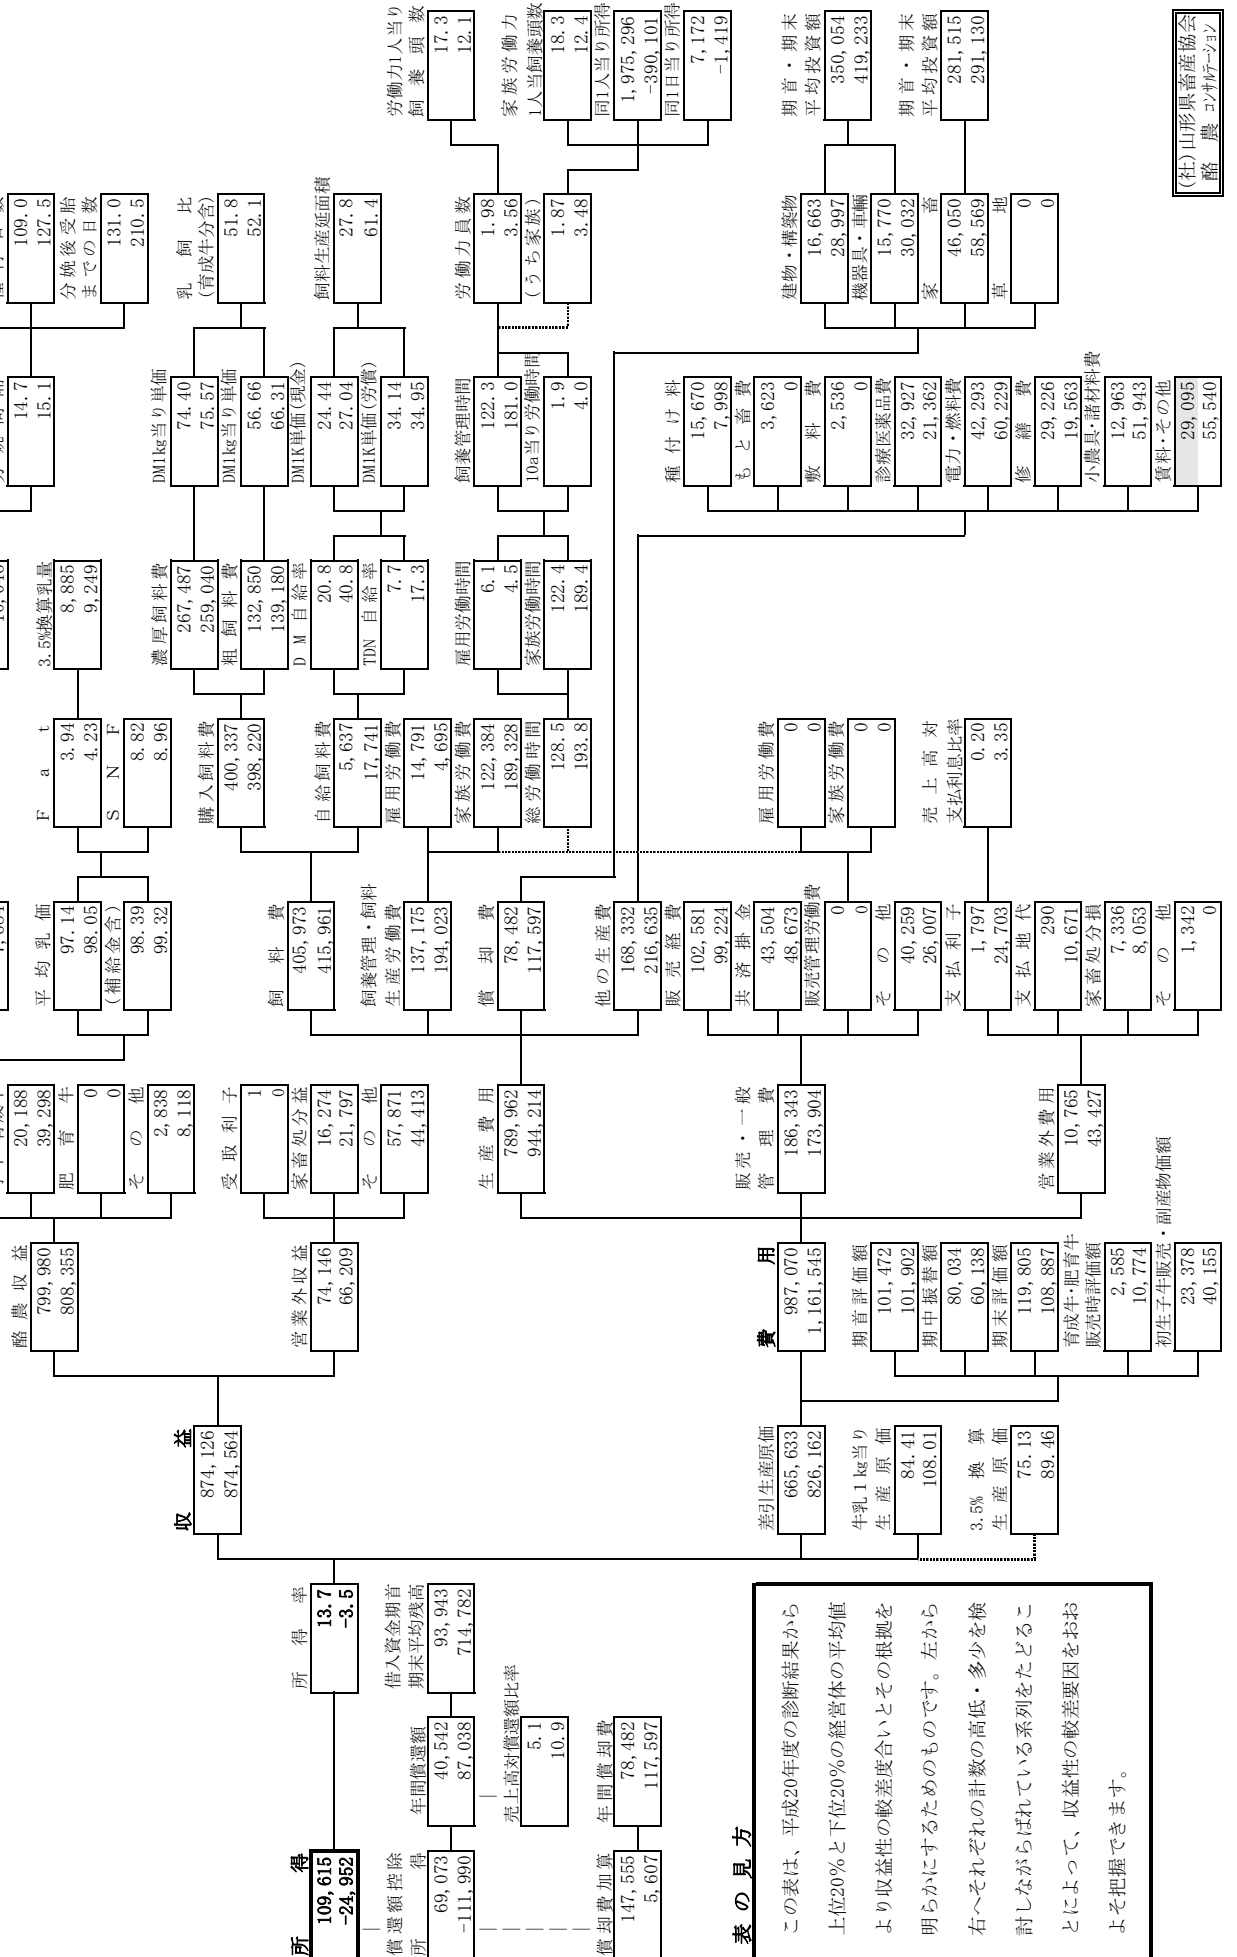 所得
109,615
-24,952
償還額控除
所得
69,073
-111,990
償却費加算
147,555
5,607
年間償還額
40,542
87,038
売上高対償還額比率
5.1
10.9
年間償却費
78,482
117,597
所得率
13.7
-3.5
借入資金期首
期末平均残高
93,943
714,782
表の見方
この表は、平成20年度の診断結果から
上位20%と下位20%の経営体の平均値
より収益性の較差度合いとその根拠を
明らかにするためのものです。左から
右へそれぞれの計数の高低・多少を検
討しながらばれている系列をたどるこ
とによって、収益性の較差要因をおお
よそ把握できます。
収益
874,126
874,564
差引生産原価
665,633
826,162
牛乳1kg当り
生産原価
84.41
108.01
3.5%換算
生産原価
75.13
89.46
酪農収益
799,980
808,355
営業外収益
74,146
66,209
費用
987,070
1,161,545
期首評価額
101,472
101,902
期中振替額
80,034
60,138
期末評価額
119,805
108,887
育成牛・肥育牛
販売時評価額
2,585
10,774
初生子牛販売・副産物価額
23,378
40,155
20,188
39,298
肥育牛
0
0
その他
2,838
8,118
受取利子
1
0
家畜処分益
16,274
21,797
その他
57,871
44,413
生産費用
789,962
944,214
販売・一般
管理費
186,343
173,904
営業外費用
10,765
43,427
平均乳価
97.14
98.05
(補給金含)
98.39
99.32
飼料費
405,973
415,961
飼養管理・飼料
生産労働費
137,175
194,023
償却費
78,482
117,597
他の生産費
168,332
216,635
販売経費
102,581
99,224
共済掛金
43,504
48,673
販売管理労働費
0
0
その他
40,259
26,007
支払利子
1,797
24,703
支払地代
290
10,671
家畜処分損
7,336
8,053
その他
1,342
0
Fat
3.94
4.23
SNF
8.82
8.96
購入飼料費
400,337
398,220
自給飼料費
5,637
17,741
雇用労働費
14,791
4,695
家族労働費
122,384
189,328
総労働時間
128.5
193.8
雇用労働費
0
0
家族労働費
0
0
売上高対
支払利息比率
0.20
3.35
3.5%換算乳量
8,885
9,249
濃厚飼料費
267,487
259,040
粗飼料費
132,850
139,180
DM自給率
20.8
40.8
TDN自給率
7.7
17.3
雇用労働時間
6.1
4.5
家族労働時間
122.4
189.4
14.7
15.1
DM1kg当り単価
74.40
75.57
DM1kg当り単価
56.66
66.31
DM1K単価(現金)
24.44
27.04
DM1K単価(労償)
34.14
34.95
飼養管理時間
122.3
181.0
10a当り労働時間
1.9
4.0
種付け料
15,670
7,998
もと畜費
3,623
0
敷料費
2,536
0
診療医薬品費
32,927
21,362
電力・燃料費
42,293
60,229
修繕費
29,226
19,563
小農具・諸材料費
12,963
51,943
賃料・その他
29,095
55,540
109.0
127.5
分娩後受胎
までの日数
131.0
210.5
乳飼比
(育成牛分含)
51.8
52.1
飼料生産延面積
27.8
61.4
労働力員数
1.98
3.56
(うち家族)
1.87
3.48
建物・構築物
16,663
28,997
機器具・車輛
15,770
30,032
家畜
46,050
58,569
草地
0
0
労働力1人当り
飼養頭数
17.3
12.1
家族労働力
1人当飼養頭数
18.3
12.4
同1人当り所得
1,975,296
-390,101
同1日当り所得
7,172
-1,419
期首・期末
平均投資額
350,054
419,233
期首・期末
平均投資額
281,515
291,130
(社)山形県畜産協会
酪農 コンサルテーション